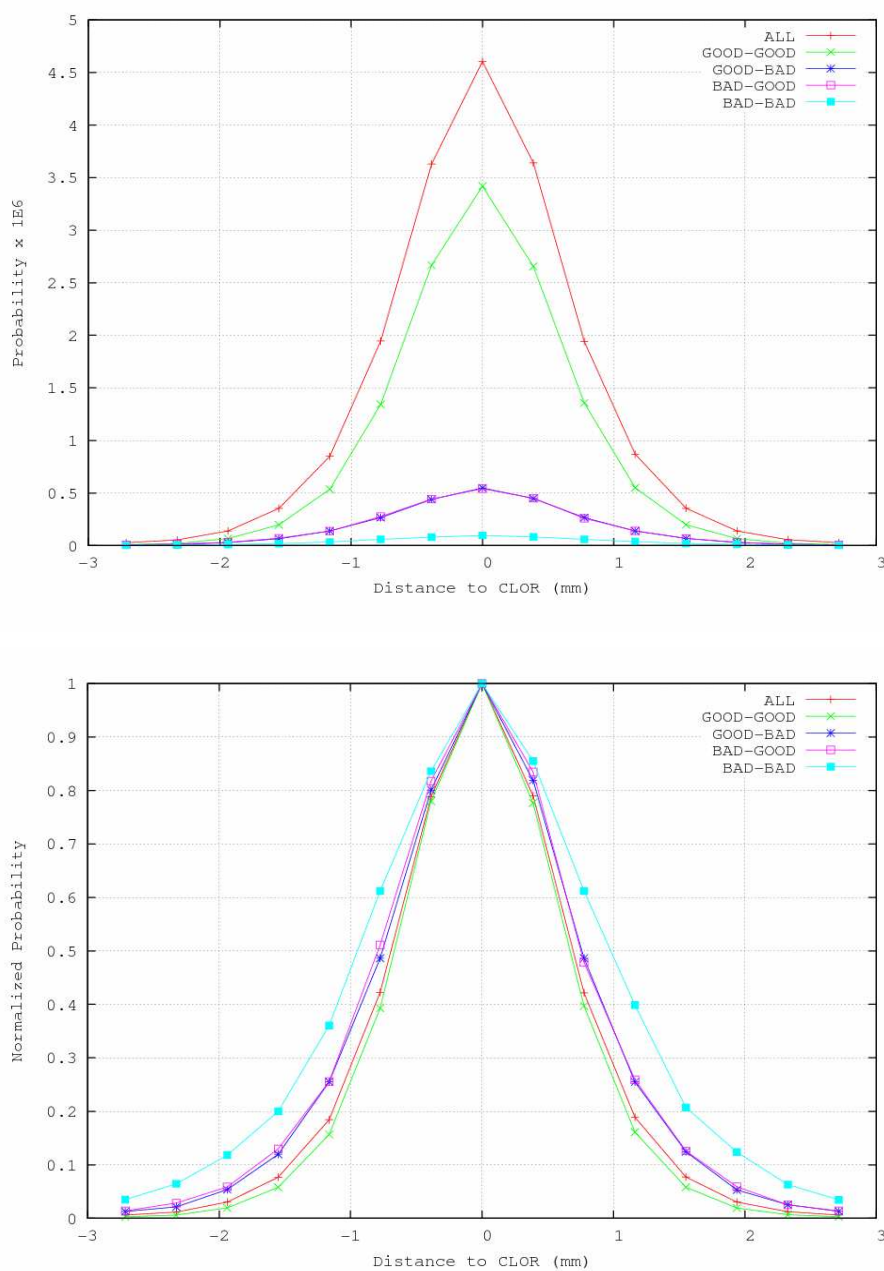 5
4.5
4
3.5
3
2.5
2
1.5
1
0.5
0
Probability x 1E6
ALL
GOOD-GOOD
GOOD-BAD
BAD-GOOD
BAD-BAD
-3
-2
-1
0
1
2
3
Distance to CLOR (mm)
1
0.9
0.8
0.7
0.6
0.5
0.4
0.3
0.2
0.1
0
Normalized Probability
ALL
GOOD-GOOD
GOOD-BAD
BAD-GOOD
BAD-BAD
-3
-2
-1
0
1
2
3
Distance to CLOR (mm)